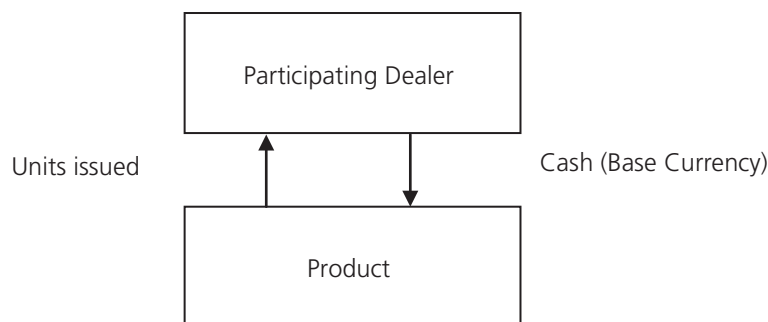 Participating Dealer
Units issued
Cash (Base Currency)
Product